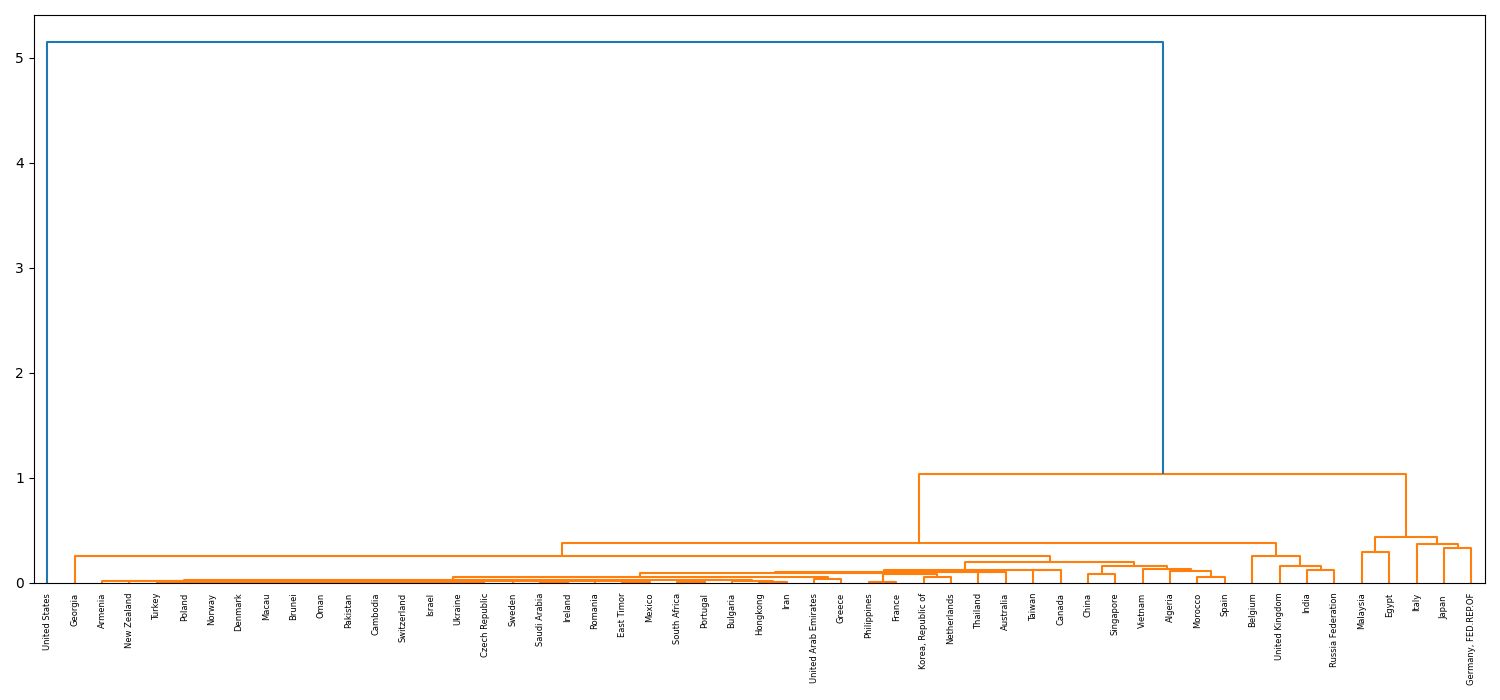 5
4
3
2
1
0
United States
Georgia
Armenia
New Zealand
Turkey
Poland
Norway
Denmark
Macau
Brunei
Oman
Pakistan
Cambodia
Switzerland
Israel
Ukraine
Czech Republic
Sweden
Saudi Arabia
Ireland
Romania
East Timor
Mexico
South Africa
Portugal
Bulgaria
Hongkong
Iran
United Arab Emirates
Greece
Philippines
France
Korea, Republic of
Netherlands
Thailand
Australia
Taiwan
Canada
China
Singapore
Vietnam
Algeria
Morocco
Spain
Belgium
United Kingdom
India
Russia Federation
Malaysia
Egypt
Italy
Japan
Germany, FED.REP.OF